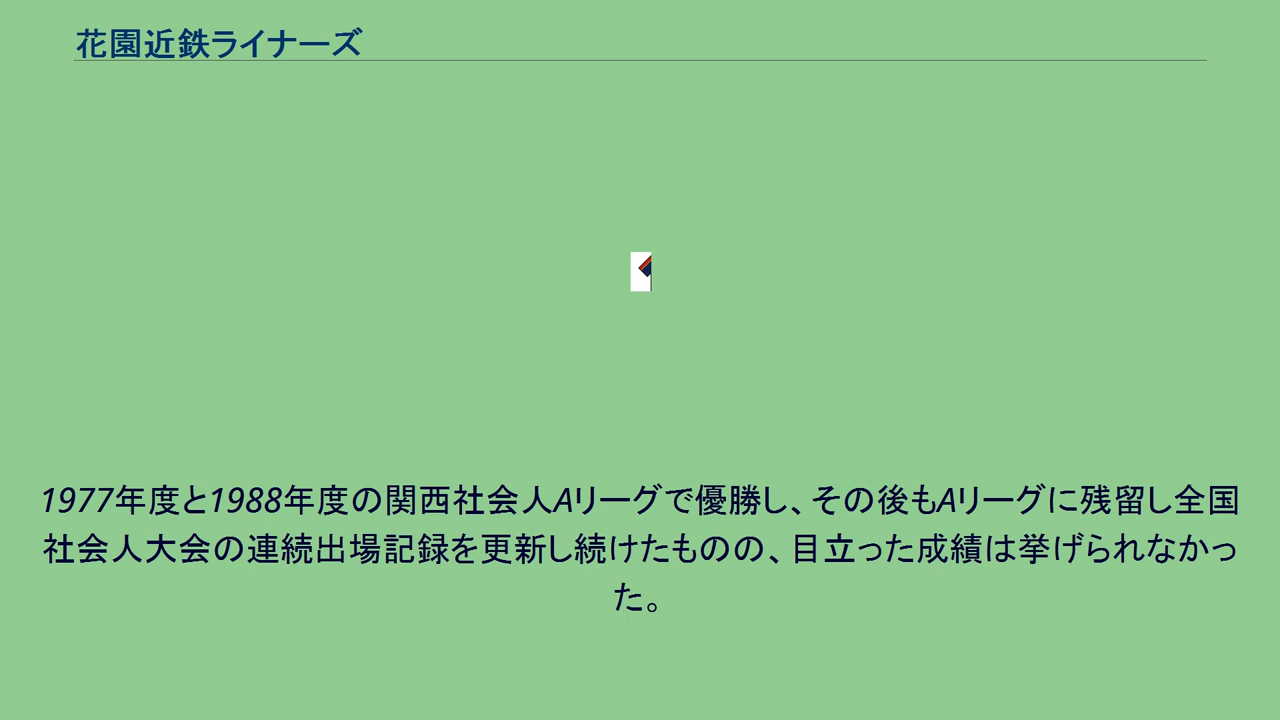 花園近鉄ライナーズ
1977年度と1988年度の関西社会人Aリーグで優勝し、その後もAリーグに残留し全国
社会人大会の連続出場記録を更新し続けたものの、目立った成績は挙げられなかっ
た。